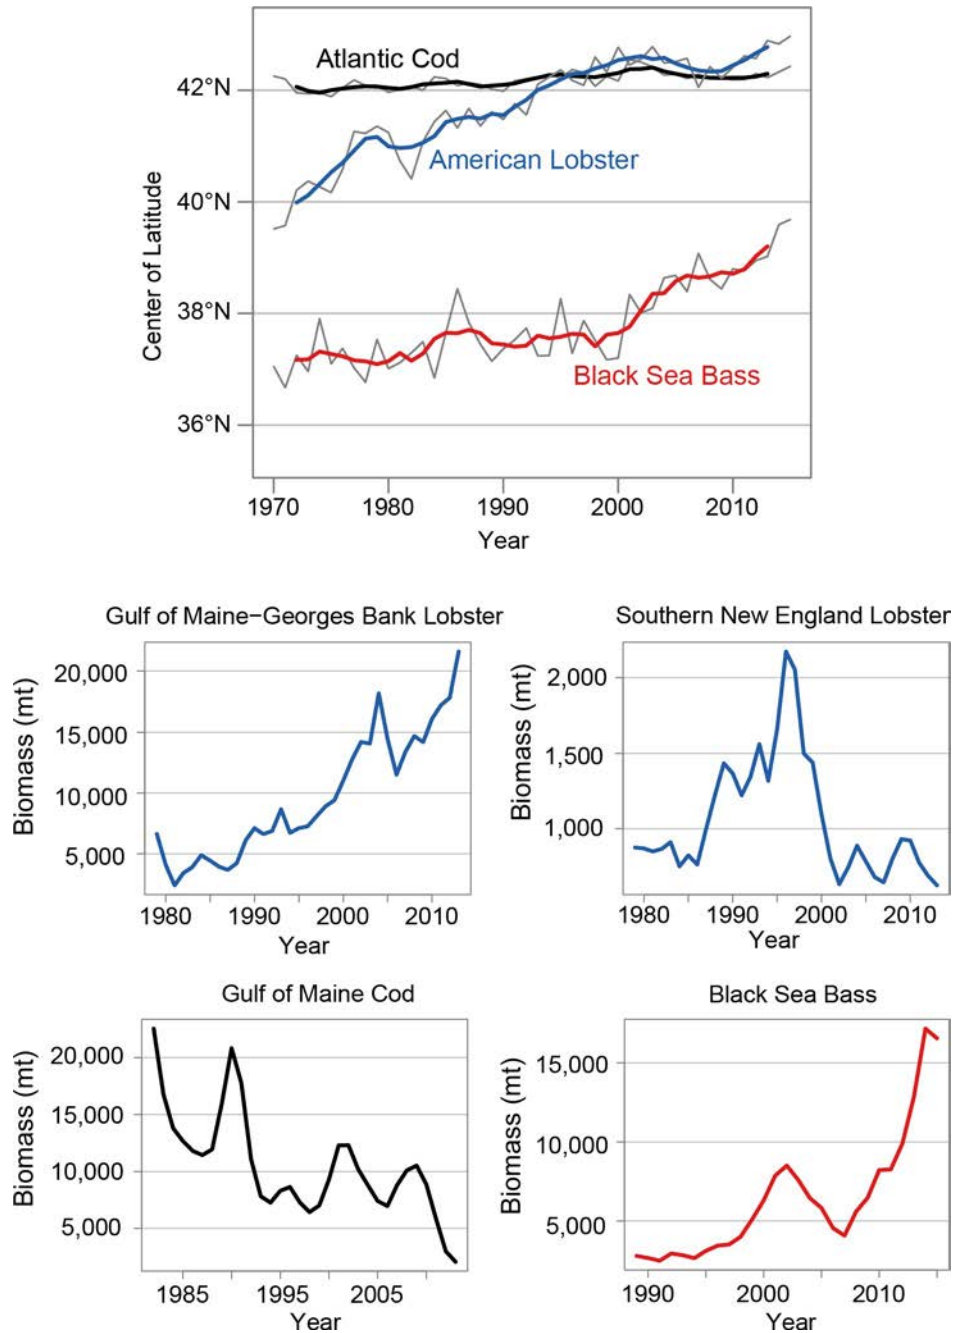 Atlantic Cod
42°N
American Lobster
40°N
Center of Latitude
38°N
Black Sea Bass
36°N
1970 1980 1990 2000 2010
Year
Gulf of Maine–Georges Bank Lobster
20,000
15,000
10,000
5,000
Biomass (mt)
1980 1990 2000 2010
Year
Southern New England Lobster
2,000
1,500
1,000
Biomass (mt)
1980 1990 2000 2010
Year
Gulf of Maine Cod
20,000
15,000
10,000
5,000
Biomass (mt)
1985 1995 2005
Year
Black Sea Bass
15,000
10,000
5,000
Biomass (mt)
1990 2000 2010
Year